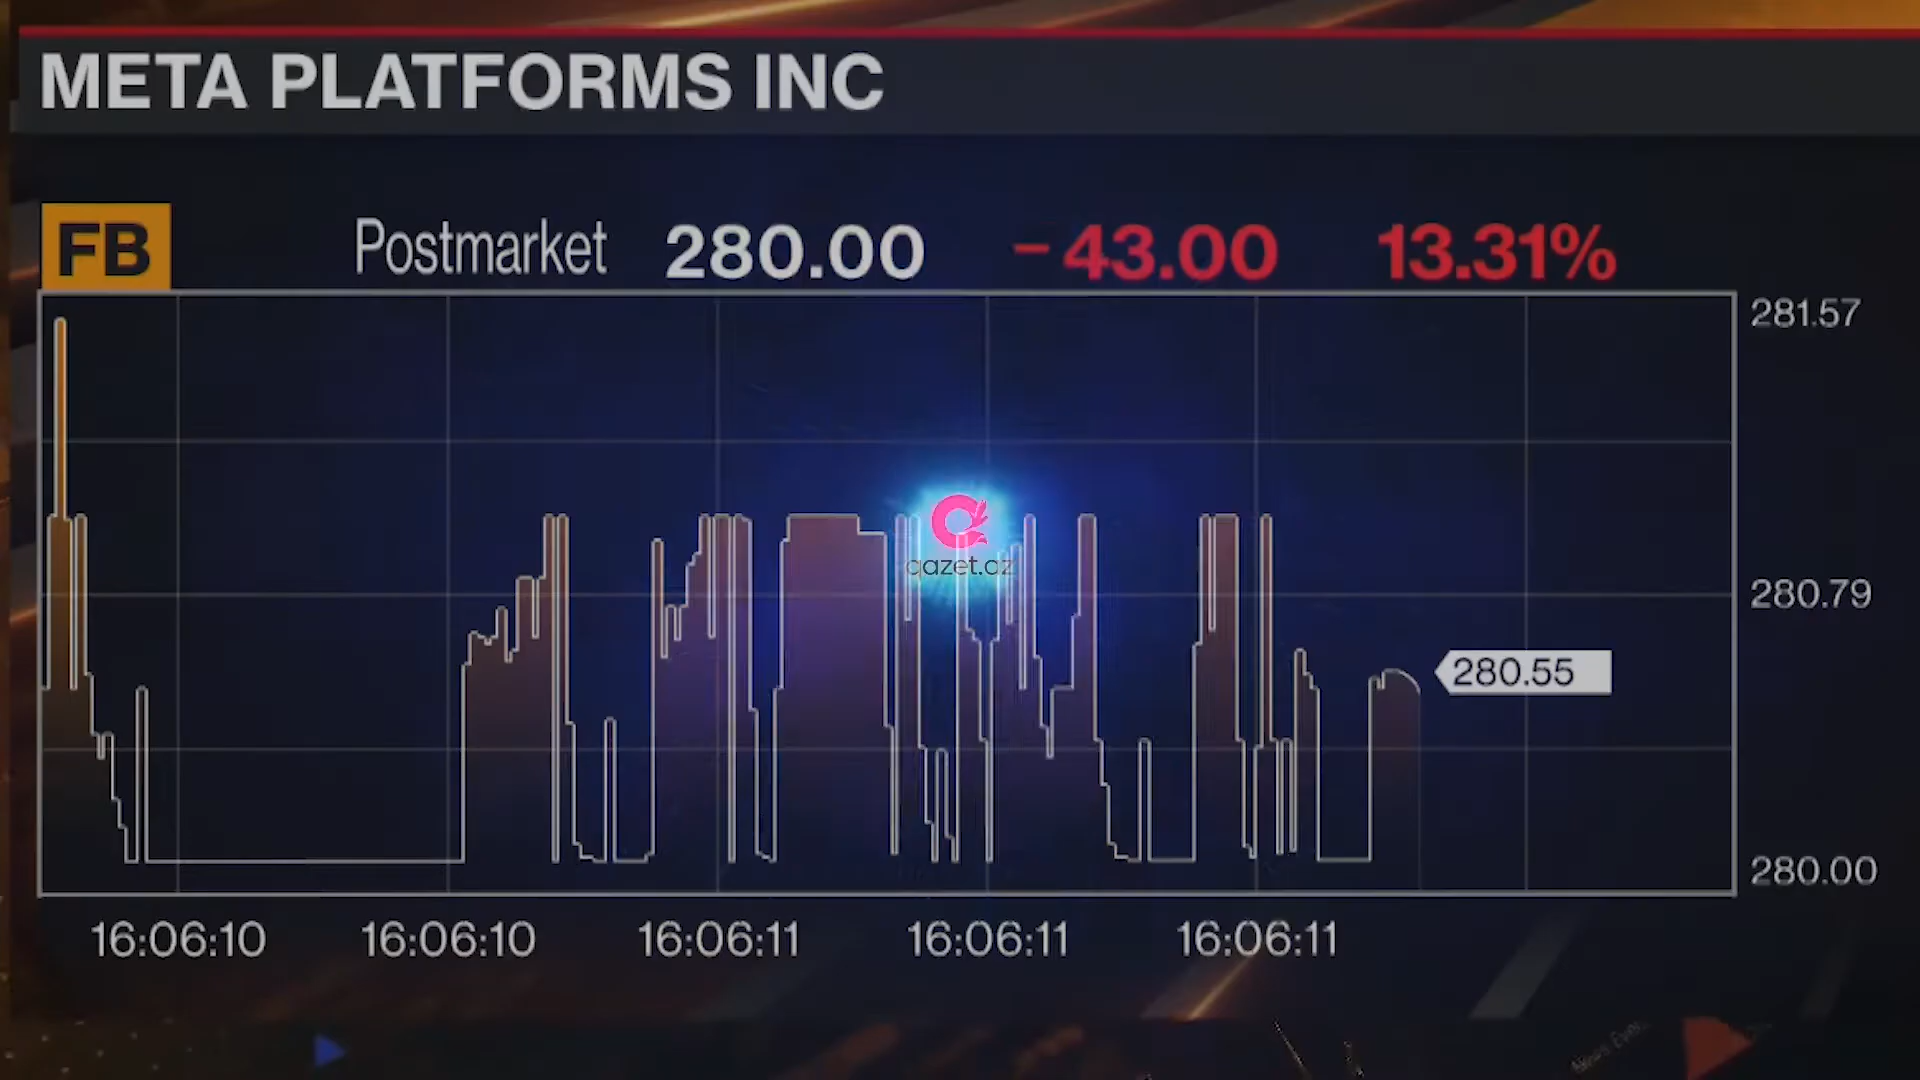 META PLATFORMS INC
FB Postmarket 280.00 -43.00 13.31%
281.57
qazet.az
280.79
280.55
280.00
16:06:10 16:06:10 16:06:11 16:06:11 16:06:11